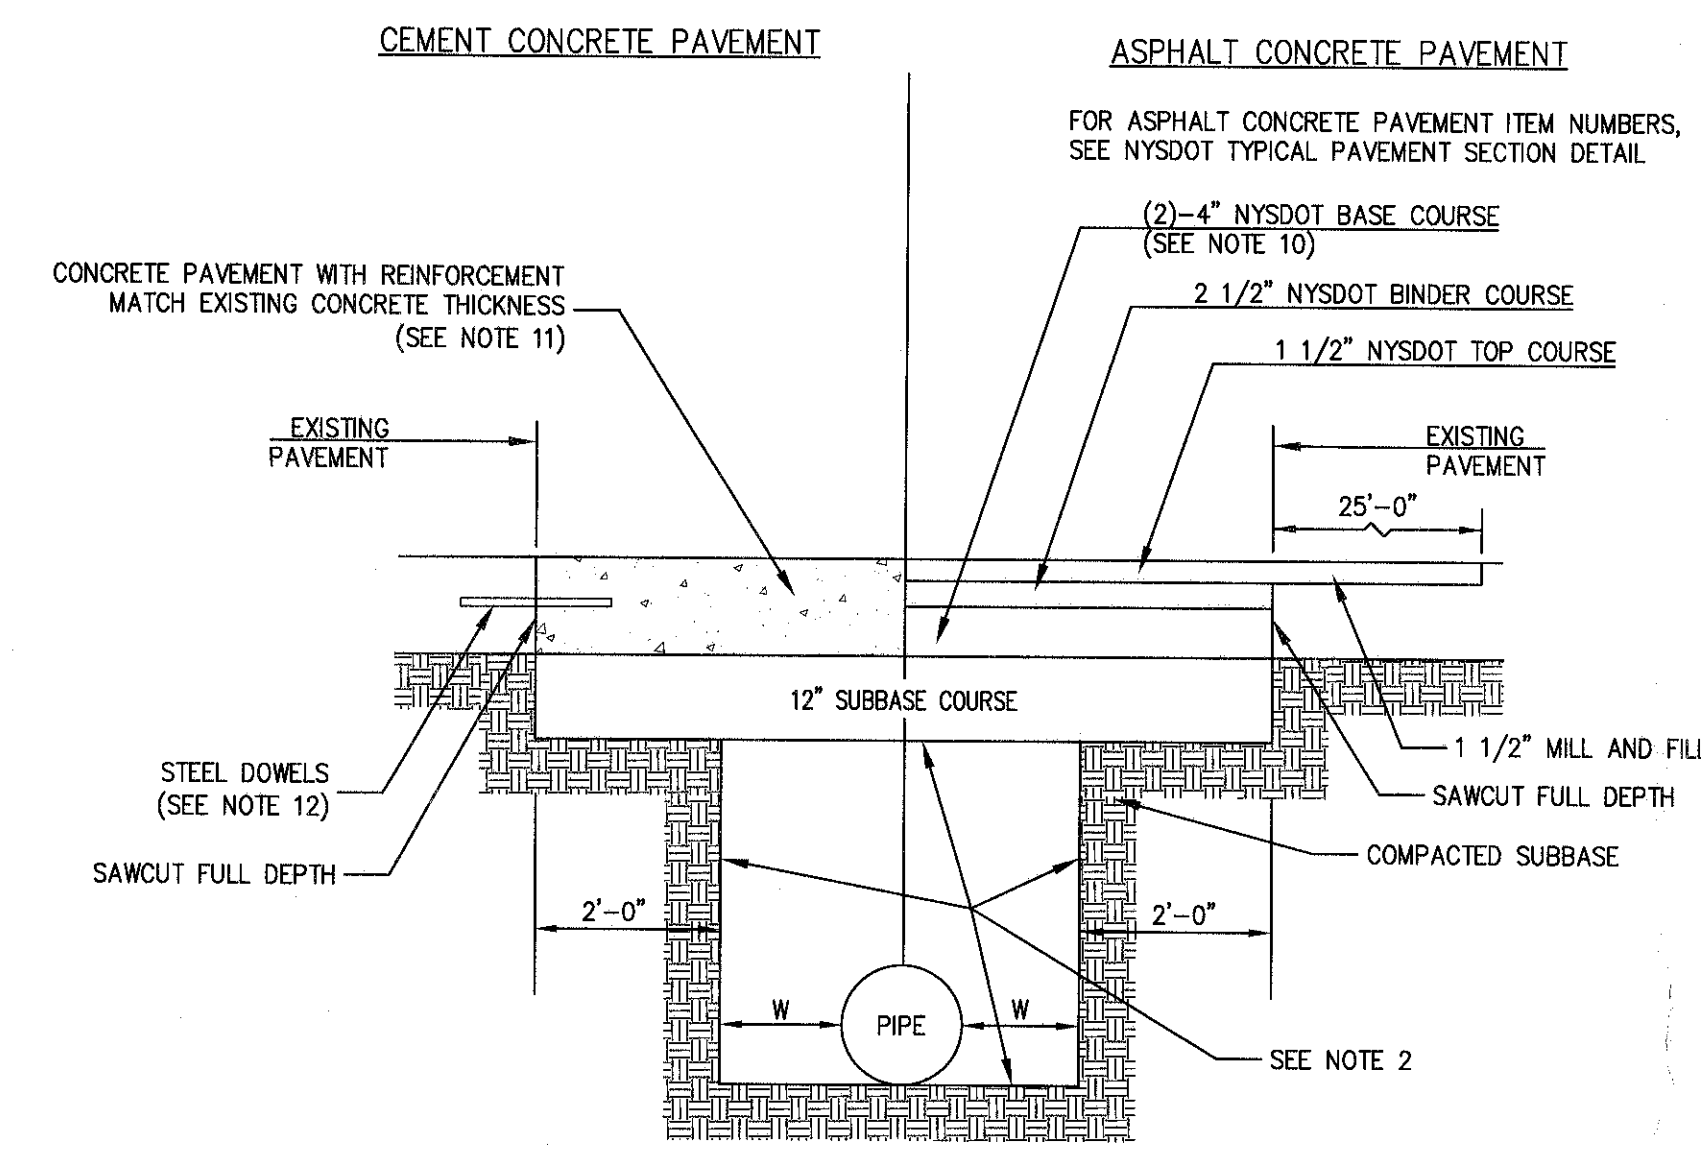 CEMENT CONCRETE PAVEMENT
ASPHALT CONCRETE PAVEMENT
FOR ASPHALT CONCRETE PAVEMENT ITEM NUMBERS,
SEE NYSDOT TYPICAL PAVEMENT SECTION DETAIL
(2)-4" NYSDOT BASE COURSE
(SEE NOTE 10)
2 1/2" NYSDOT BINDER COURSE
1 1/2" NYSDOT TOP COURSE
CONCRETE PAVEMENT WITH REINFORCEMENT
MATCH EXISTING CONCRETE THICKNESS
(SEE NOTE 11)
EXISTING
PAVEMENT
EXISTING
PAVEMENT
25'-0"
12" SUBBASE COURSE
1 1/2" MILL AND FILL
STEEL DOWELS
(SEE NOTE 12)
SAWCUT FULL DEPTH
SAWCUT FULL DEPTH
COMPACTED SUBBASE
2'-0"
2'-0"
W
PIPE
W
SEE NOTE 2